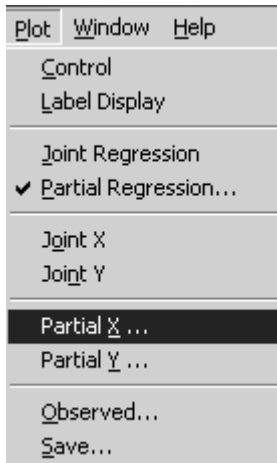 Plot Window Help
Control
Label Display
Joint Regression
✔ Partial Regression...
Joint X
Joint Y
Partial X ...
Partial Y ...
Observed...
Save...